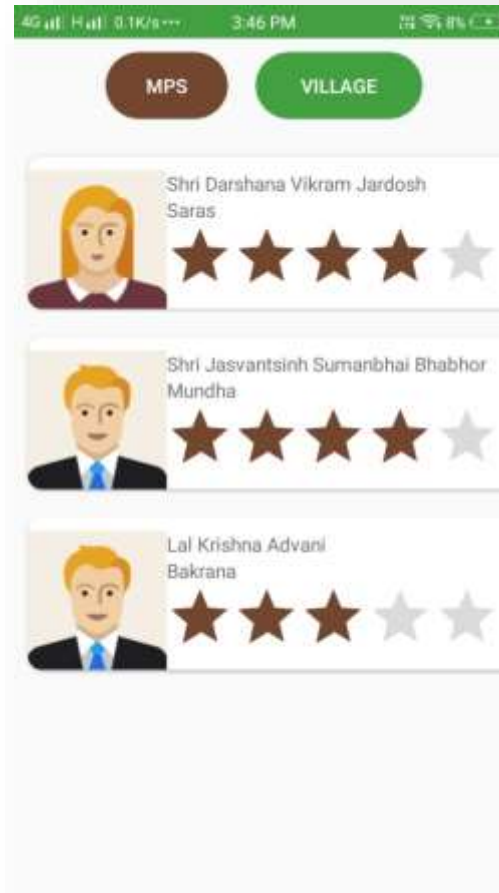 4G H 0.1K/s ··· 3:46 PM 8%
MPS VILLAGE
Shri Darshana Vikram Jardosh
Saras
Shri Jasvantsinh Sumanbhai Bhabhor
Mundha
Lal Krishna Advani
Bakrana